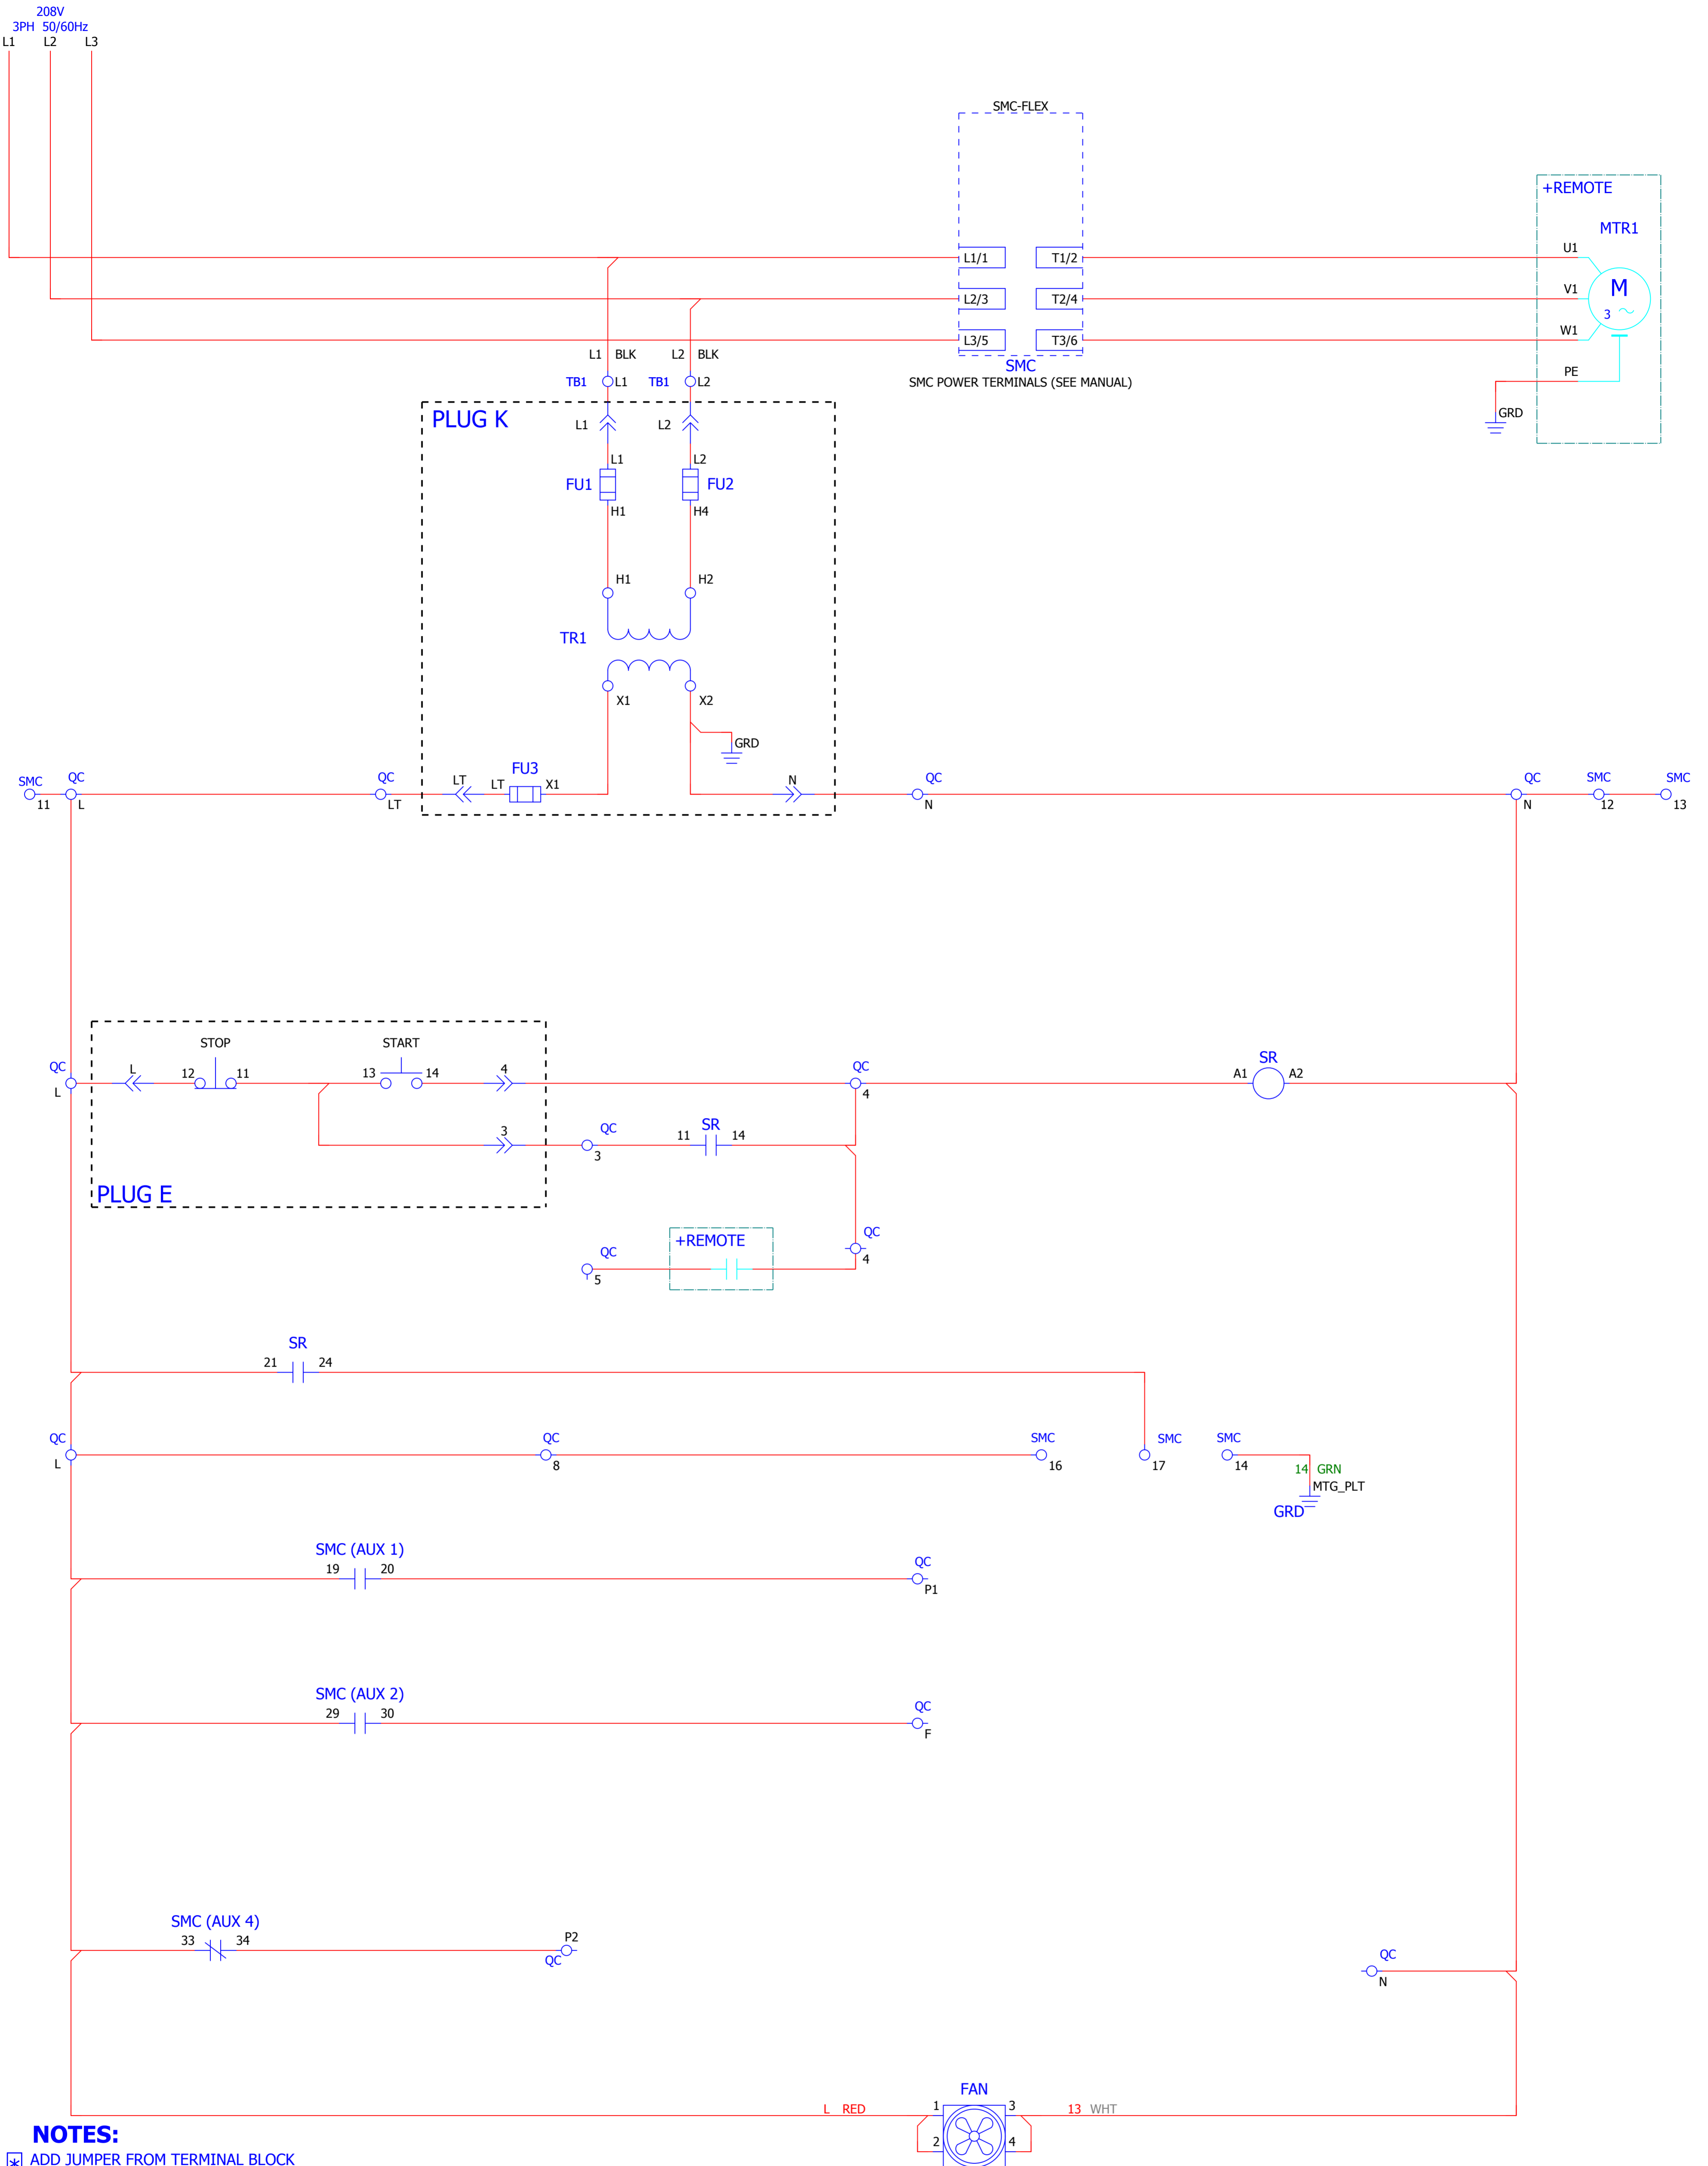 208V
3PH 50/60Hz
L1 L2 L3
SMC-FLEX
+REMOTE
MTR1
U1
L1/1 T1/2
M
3
V1
L2/3 T2/4
W1
L3/5 T3/6
L1 BLK L2 BLK
SMC
SMC POWER TERMINALS (SEE MANUAL)
PE
TB1 L1 TB1 L2
GRD
PLUG K
L1 L2
L1 L2
FU1 FU2
H1 H4
H1 H2
TR1
X1 X2
GRD
SMC QC QC LT LT FU3 X1 N QC QC SMC SMC
11 L LT N N 12 13
STOP START
QC L 12 11 13 14 4 QC SR
L 4 A1 A2
3 QC 11 SR 14
3
PLUG E
QC +REMOTE QC
5 4
SR
21 24
QC QC SMC SMC SMC
L 8 16 17 14
14 GRN
MTG_PLT
GRD
SMC (AUX 1)
19 20 QC
P1
SMC (AUX 2)
29 30 QC
F
SMC (AUX 4)
33 34 P2
QC
QC
N
FAN
L RED 1 3 13 WHT
2 4
NOTES:
* ADD JUMPER FROM TERMINAL BLOCK